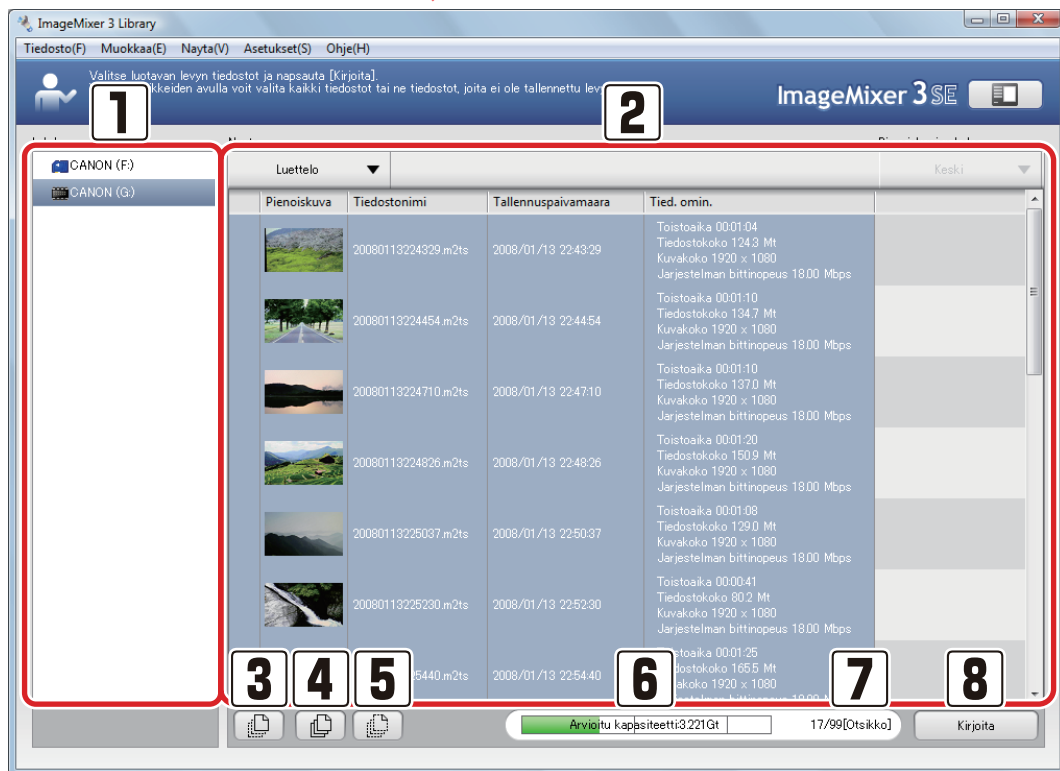 ImageMixer 3 Library
Tiedosto(F) Muokkaa(E) Nayta(V) Asetukset(S) Ohje(H)
Valitse luotavan levyn tiedostot ja napsauta [Kirjoita].
avulla voit valita kaikki tiedostot tai ne tiedostot, joita ei ole tallennettu
ImageMixer 3 SE
1
2
CANON (F:)
CANON (G:)
Luettelo
Keski
Pienoiskuva Tiedostonimi Tallennuspaivamaara Tied. omin.
Toistoaika 00:01:04
Tiedostokoko 124.3 Mt
20080113224329.m2ts 2008/01/13 22:43:29
Kuvakoko 1920 x 1080
Jarjestelman bittinopeus 18.00 Mbps
Toistoaika 00:01:10
Tiedostokoko 134.7 Mt
20080113224454.m2ts 2008/01/13 22:44:54
Kuvakoko 1920 x 1080
Jarjestelman bittinopeus 18.00 Mbps
Toistoaika 00:01:10
Tiedostokoko 137.0 Mt
20080113224710.m2ts 2008/01/13 22:47:10
Kuvakoko 1920 x 1080
Jarjestelman bittinopeus 18.00 Mbps
Toistoaika 00:01:20
Tiedostokoko 150.9 Mt
20080113224826.m2ts 2008/01/13 22:48:26
Kuvakoko 1920 x 1080
Jarjestelman bittinopeus 18.00 Mbps
Toistoaika 00:01:08
Tiedostokoko 129.0 Mt
20080113225037.m2ts 2008/01/13 22:50:37
Kuvakoko 1920 x 1080
Jarjestelman bittinopeus 18.00 Mbps
Toistoaika 00:00:41
Tiedostokoko 80.2 Mt
20080113225230.m2ts 2008/01/13 22:52:30
Kuvakoko 1920 x 1080
Jarjestelman bittinopeus 18.00 Mbps
00:01:25
165.5 Mt
5440.m2ts 2008/01/13 22:54:40
1920 x 1080
3 4 5 6 7 8
Arvioitu kapasiteetti:3.221Gt 17/99[Otsikko] Kirjoita